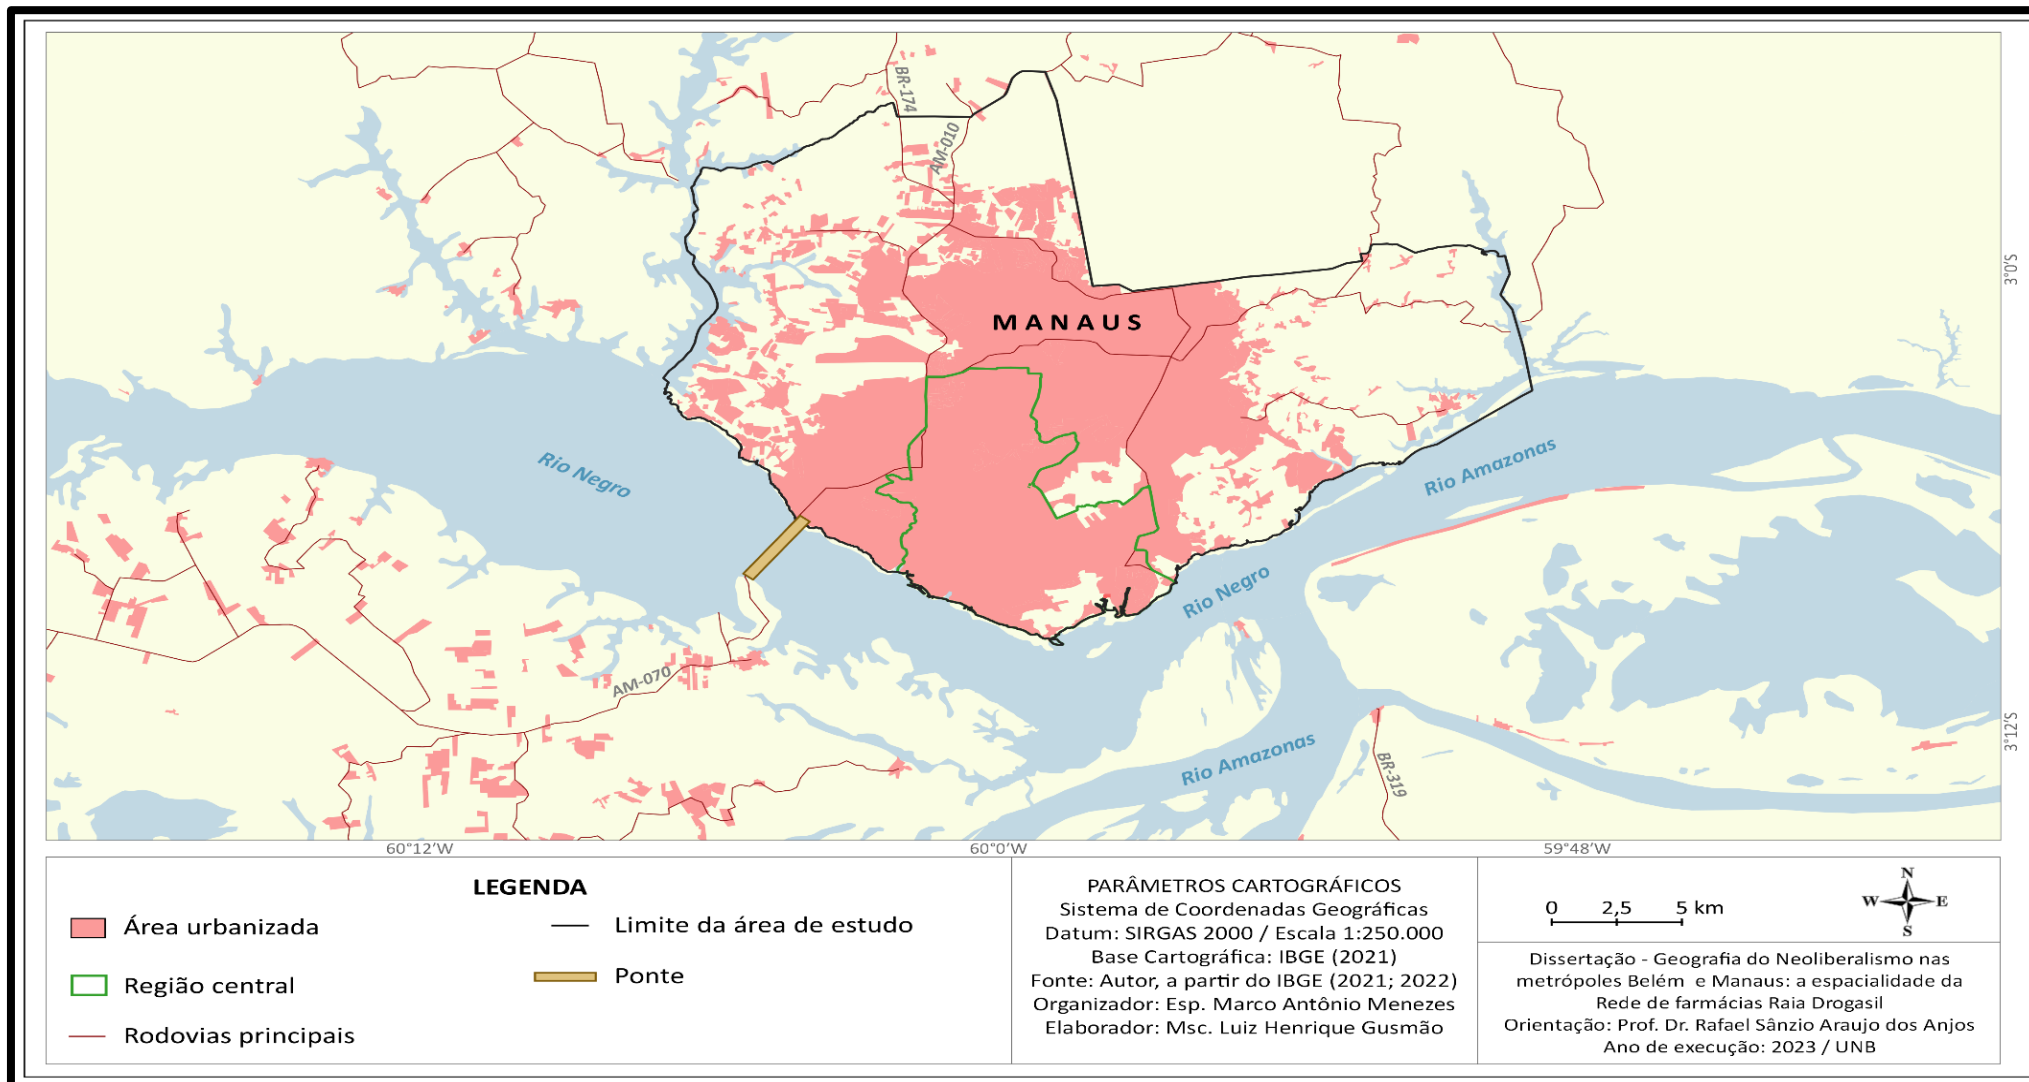 BR-174
AM-010
3°0'S
MANAUS
Rio Negro
Rio Amazonas
Rio Negro
AM-070
Rio Amazonas
BR-319
3°12'S
60°12'W
60°0'W
59°48'W
LEGENDA
Área urbanizada
Limite da área de estudo
Região central
Ponte
Rodovias principais
PARÂMETROS CARTOGRÁFICOS
Sistema de Coordenadas Geográficas
Datum: SIRGAS 2000 / Escala 1:250.000
Base Cartográfica: IBGE (2021)
Fonte: Autor, a partir do IBGE (2021; 2022)
Organizador: Esp. Marco Antônio Menezes
Elaborador: Msc. Luiz Henrique Gusmão
N
W E
S
0 2,5 5 km
Dissertação - Geografia do Neoliberalismo nas
metrópoles Belém e Manaus: a espacialidade da
Rede de farmácias Raia Drogasil
Orientação: Prof. Dr. Rafael Sânzio Araujo dos Anjos
Ano de execução: 2023 / UNB